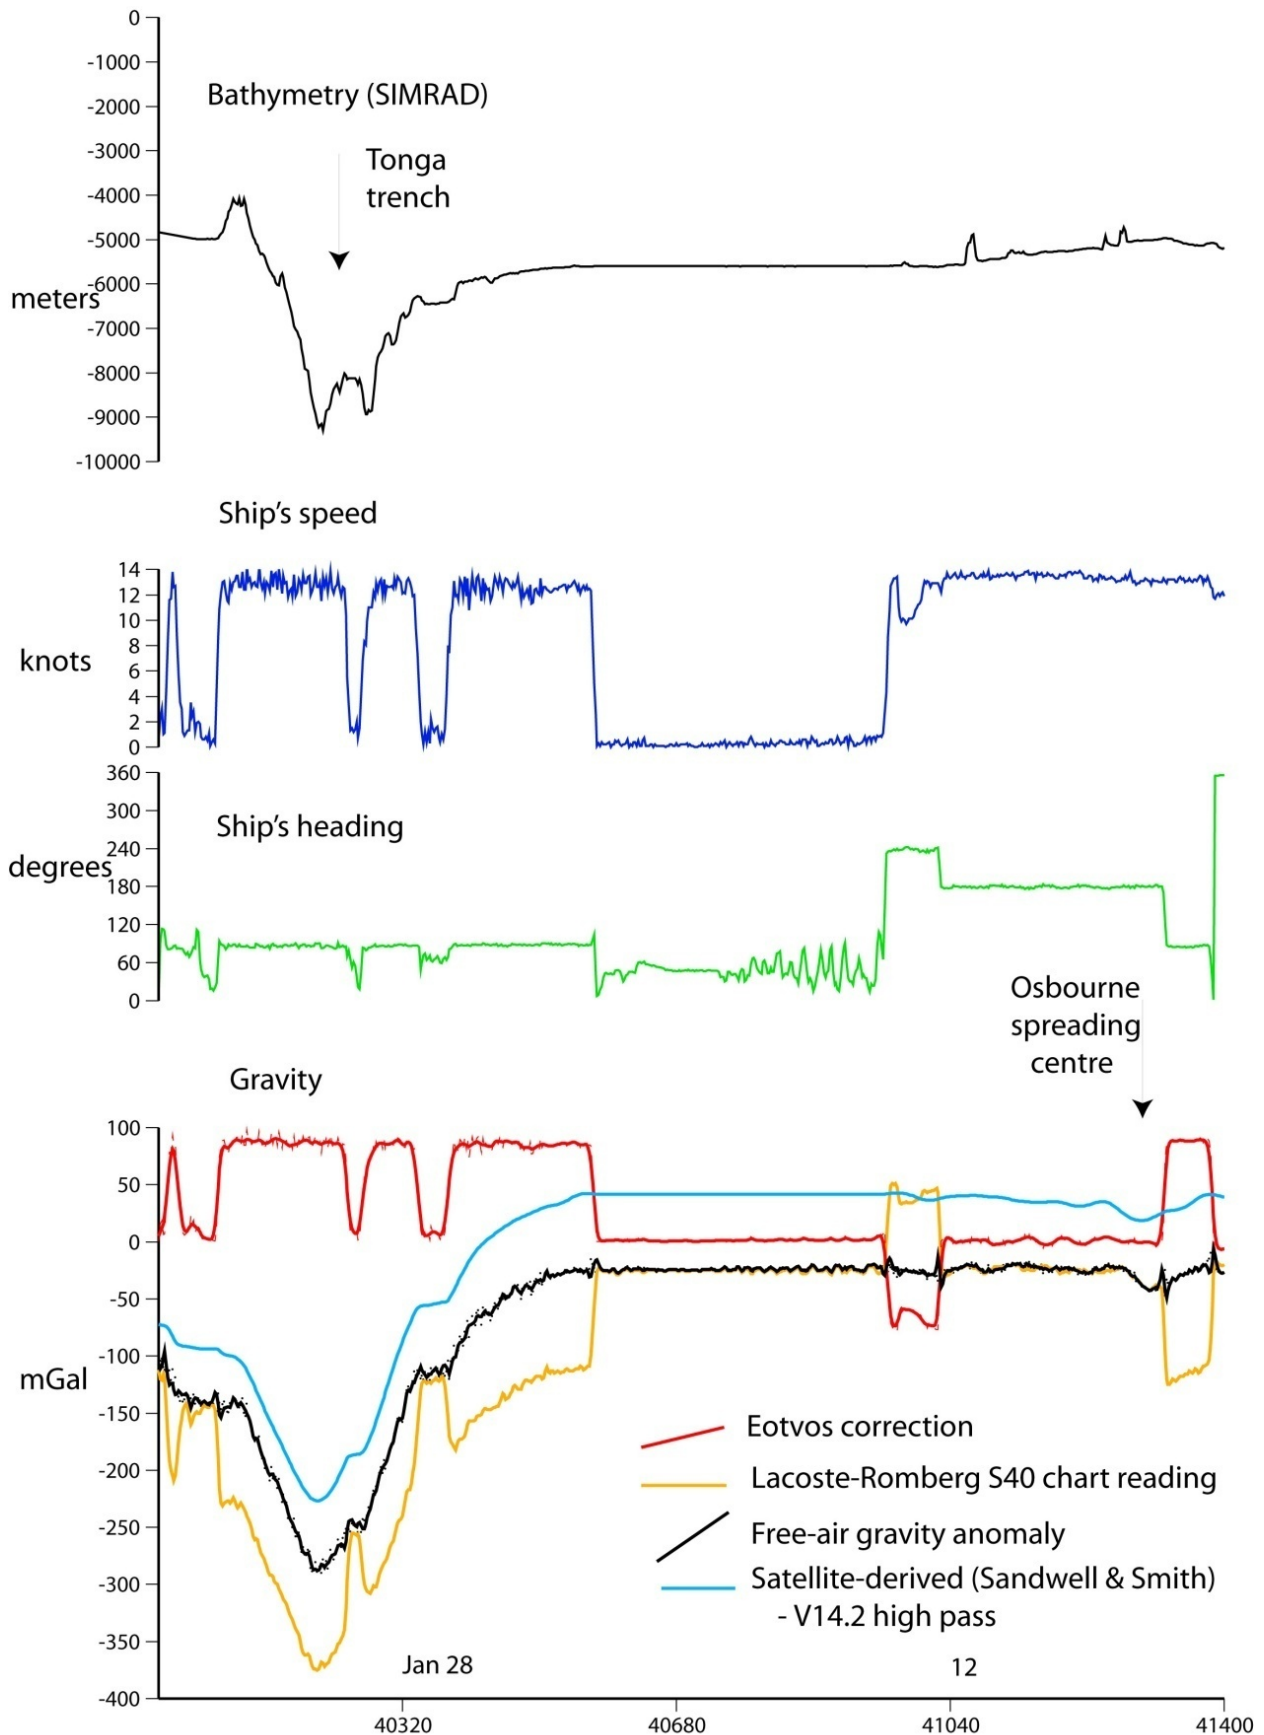 0
-1000
-2000
-3000
-4000
-5000
-6000
-7000
-8000
-9000
-10000
meters
Bathymetry (SIMRAD)
Tonga
trench
Ship's speed
14
12
10
8
6
4
2
0
knots
360
300
240
180
120
60
0
degrees
Ship's heading
Osbourne
spreading
centre
Gravity
100
50
0
-50
-100
-150
-200
-250
-300
-350
-400
mGal
Eotvos correction
Lacoste-Romberg S40 chart reading
Free-air gravity anomaly
Satellite-derived (Sandwell & Smith)
- V14.2 high pass
Jan 28
12
40320
40680
41040
41400